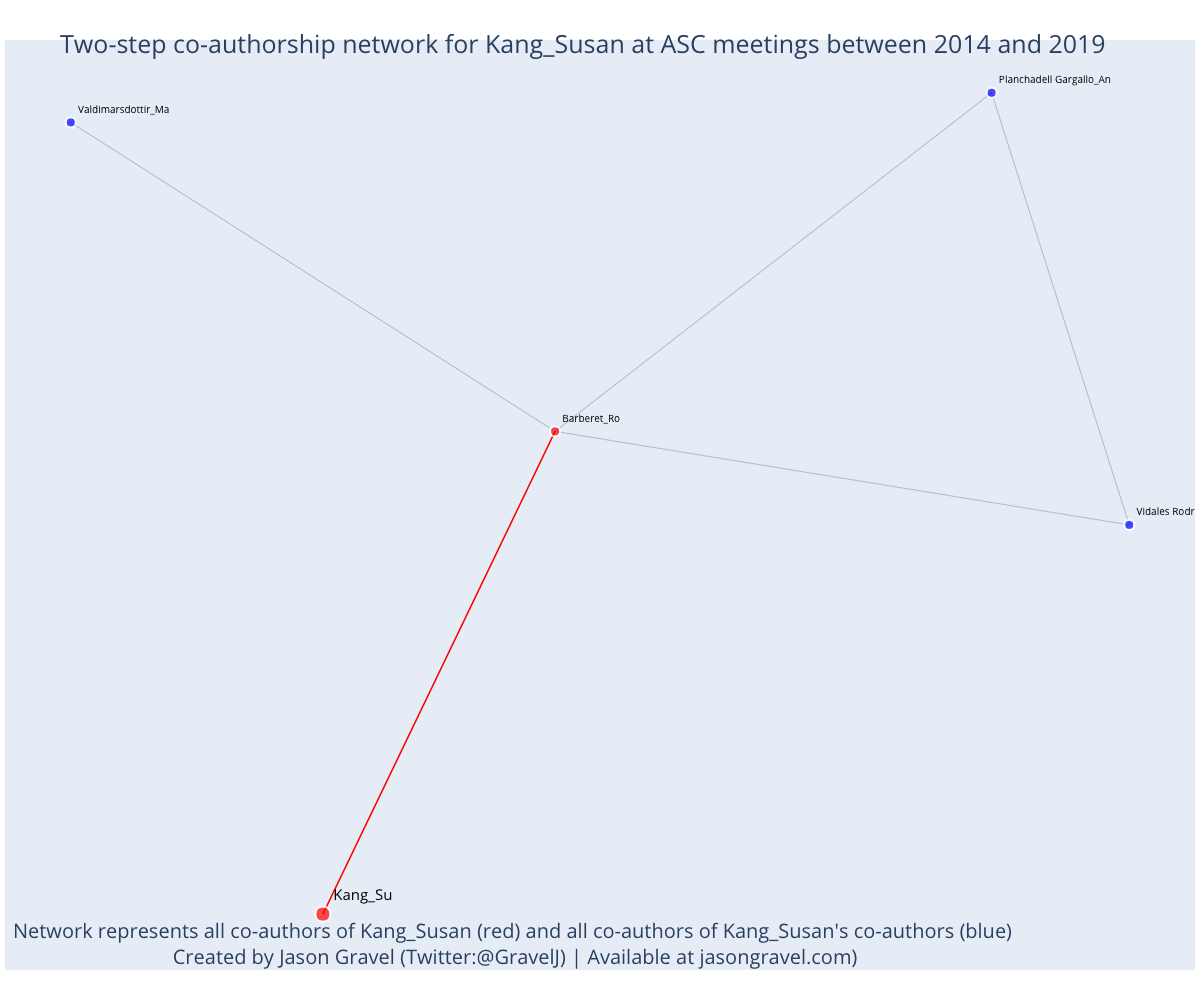 Two-step co-authorship network for Kang_Susan at ASC meetings between 2014 and 2019
Planchadell Gargallo_An
Valdimarsdottir_Ma
Barberet_Ro
Vidales Rodr
Kang_Su
Network represents all co-authors of Kang_Susan (red) and all co-authors of Kang_Susan's co-authors (blue)
Created by Jason Gravel (Twitter:@GravelJ) | Available at jasongravel.com)